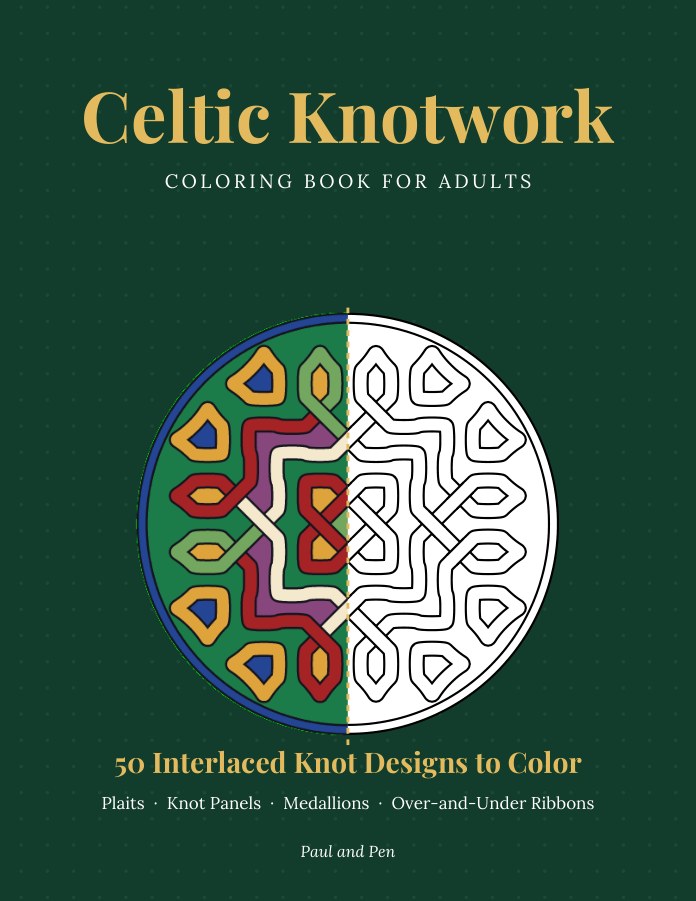 Celtic Knotwork
COLORING BOOK FOR ADULTS
50 Interlaced Knot Designs to Color
Plaits · Knot Panels · Medallions · Over-and-Under Ribbons
Paul and Pen